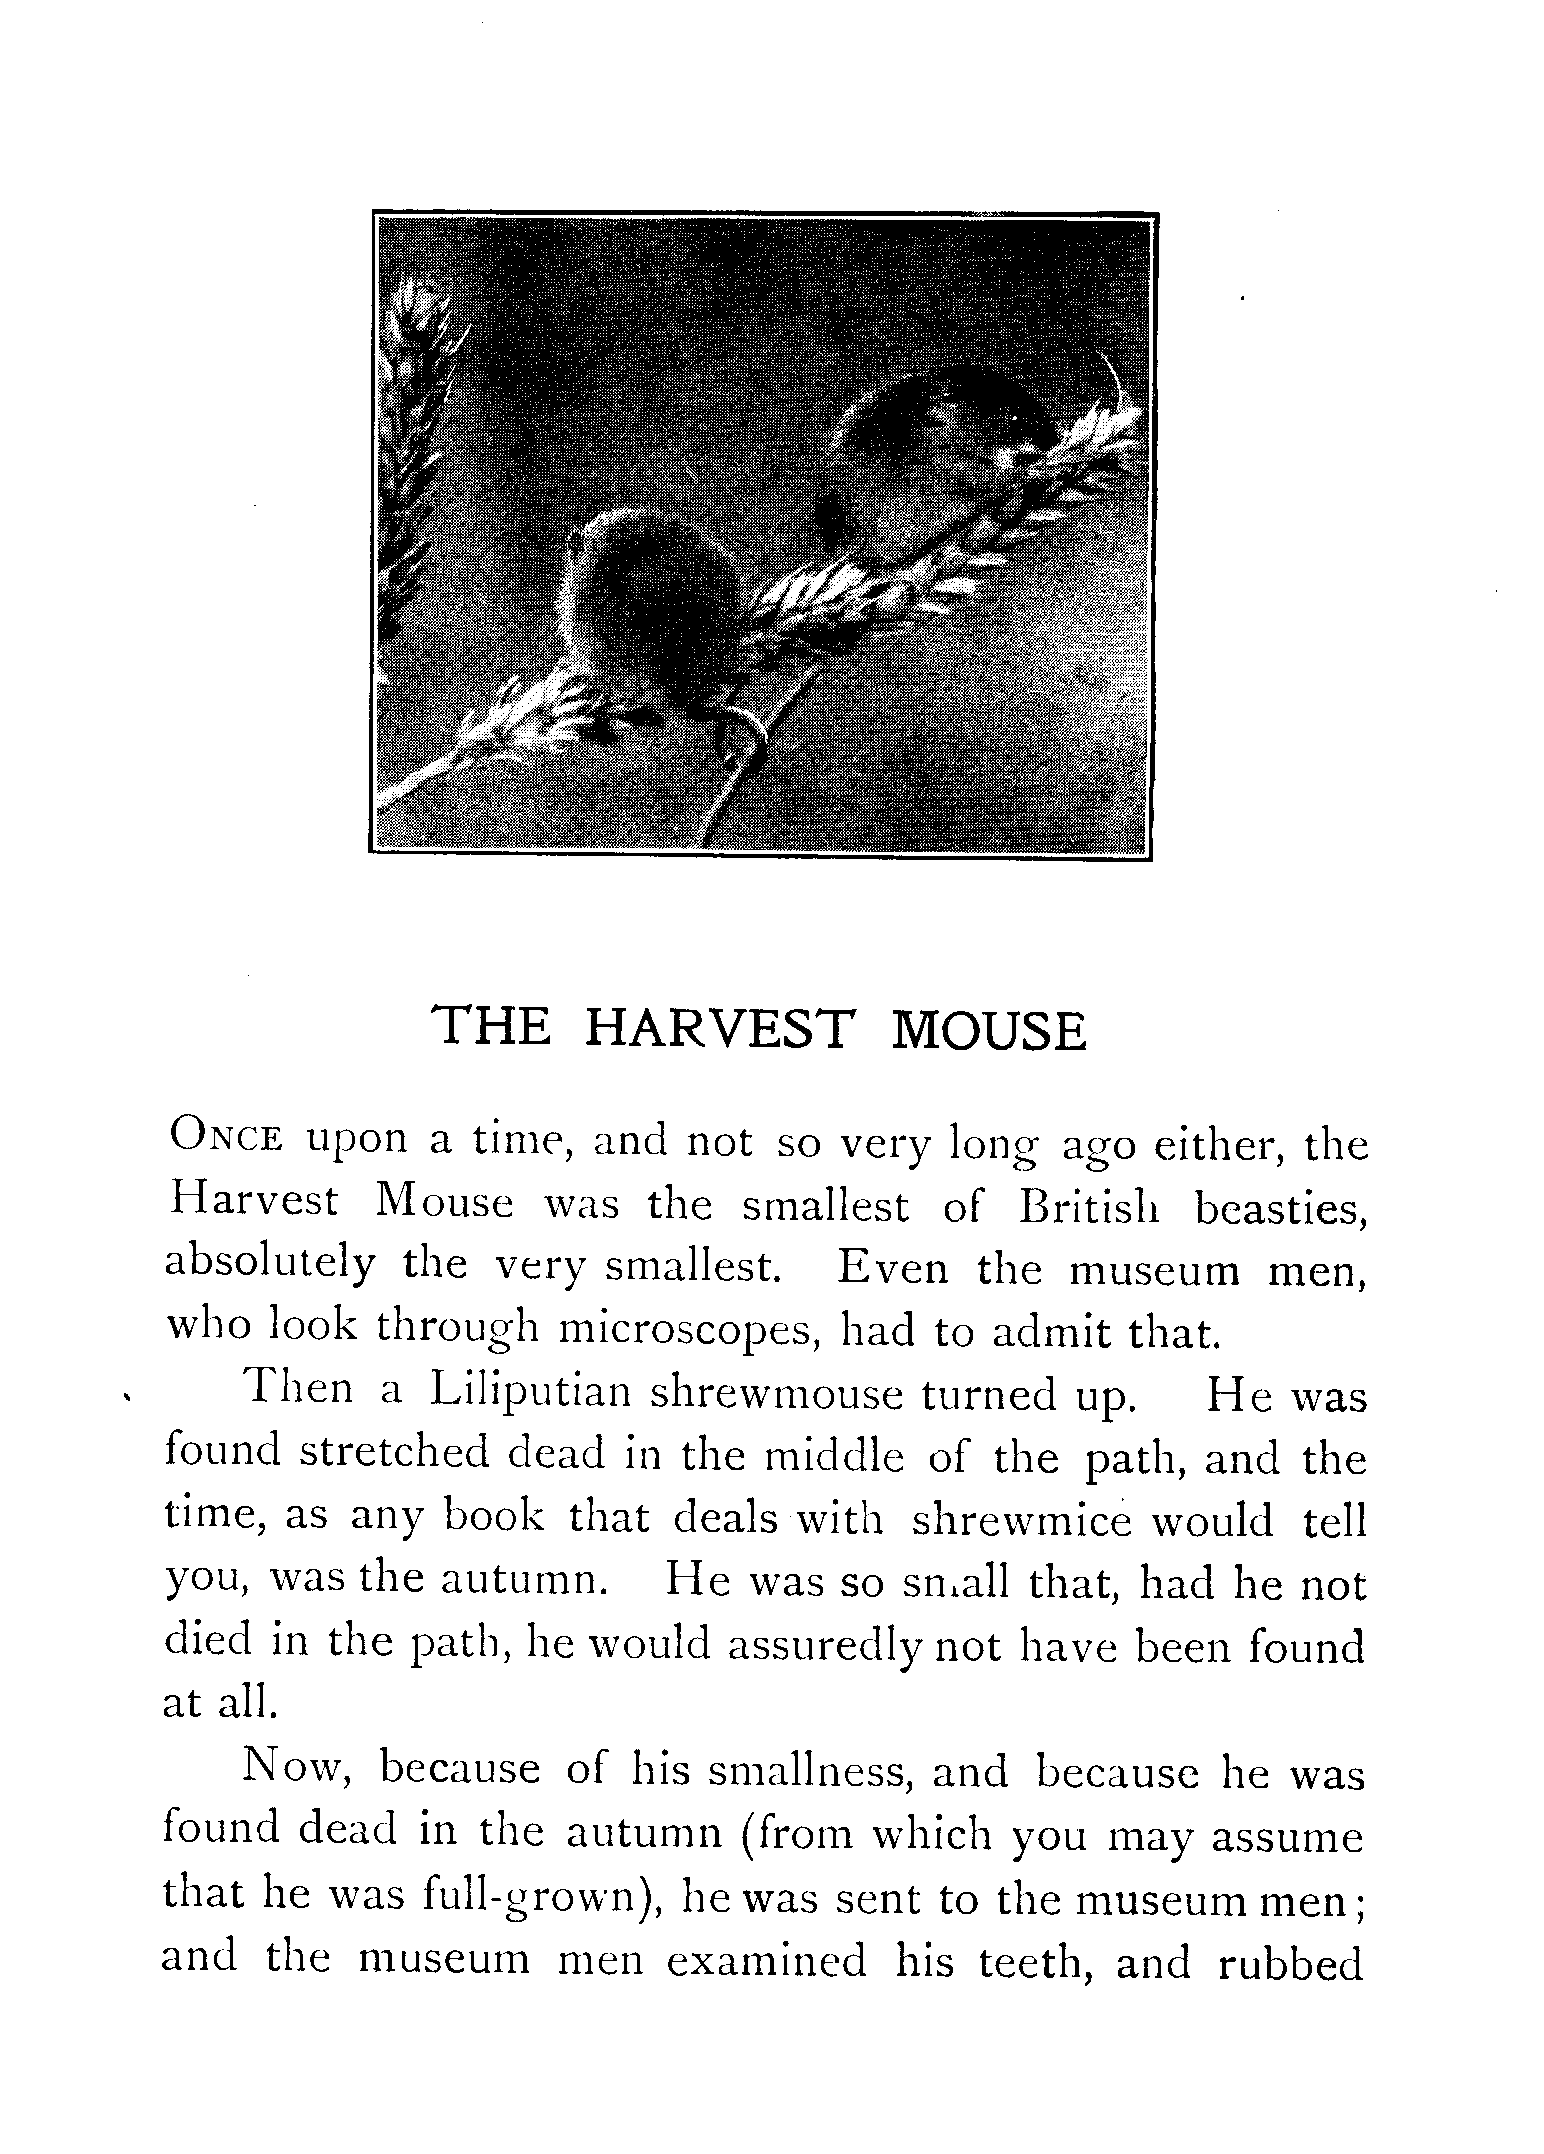 THE HARVEST MOUSE
ONCE upon a time, and not so very long ago either, the
Harvest Mouse was the smallest of British beasties,
absolutely the very smallest. Even the museum men,
who look through microscopes, had to admit that.
Then a Liliputian shrewmouse turned up. He was
found stretched dead in the middle of the path, and the
time, as any book that deals with shrewmice would tell
you, was the autumn. He was so small that, had he not
died in the path, he would assuredly not have been found
at all.
Now, because of his smallness, and because he was
found dead in the autumn (from which you may assume
that he was full-grown), he was sent to the museum men;
and the museum men examined his teeth, and rubbed